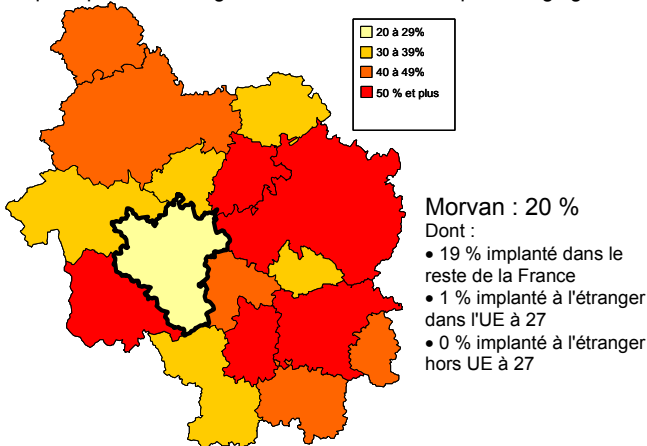 20 à 29%
30 à 39%
40 à 49%
50 % et plus
Morvan : 20 %
Dont :
• 19 % implanté dans le
reste de la France
• 1 % implanté à l'étranger
dans l'UE à 27
• 0 % implanté à l'étranger
hors UE à 27